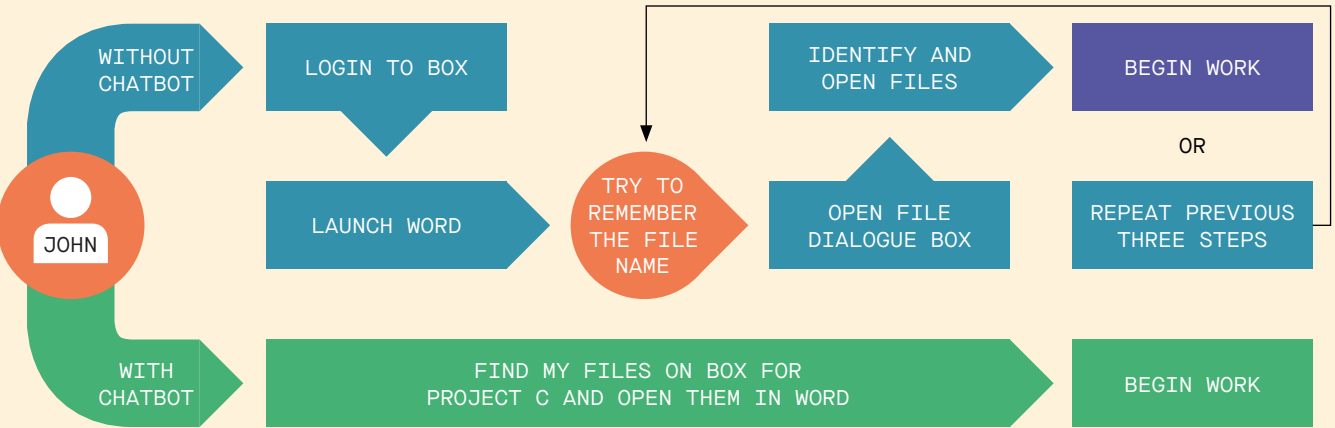 WITHOUT
CHATBOT
LOGIN TO BOX
LAUNCH WORD
TRY TO
REMEMBER
THE FILE
NAME
OPEN FILE
DIALOGUE BOX
IDENTIFY AND
OPEN FILES
BEGIN WORK
OR
REPEAT PREVIOUS
THREE STEPS
JOHN
WITH
CHATBOT
FIND MY FILES ON BOX FOR
PROJECT C AND OPEN THEM IN WORD
BEGIN WORK